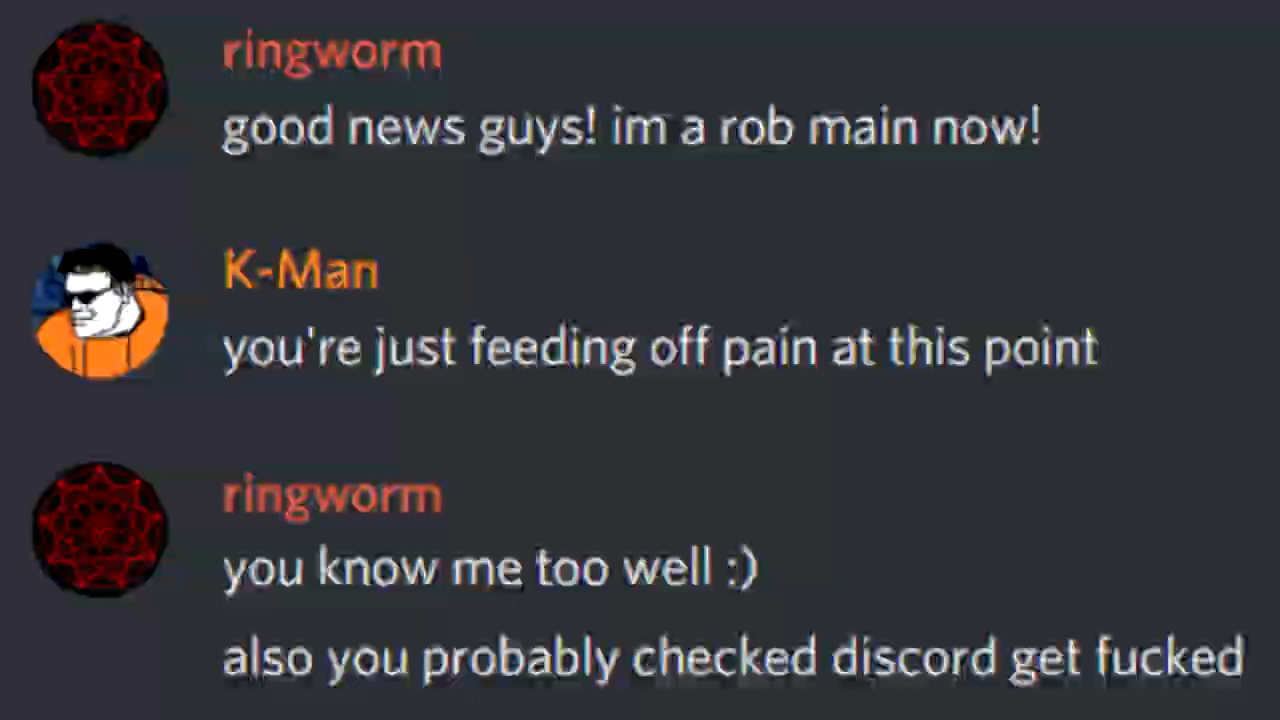 ringworm
good news guys! im a rob main now!
K-Man
you're just feeding off pain at this point
ringworm
you know me too well :)
also you probably checked discord get fucked